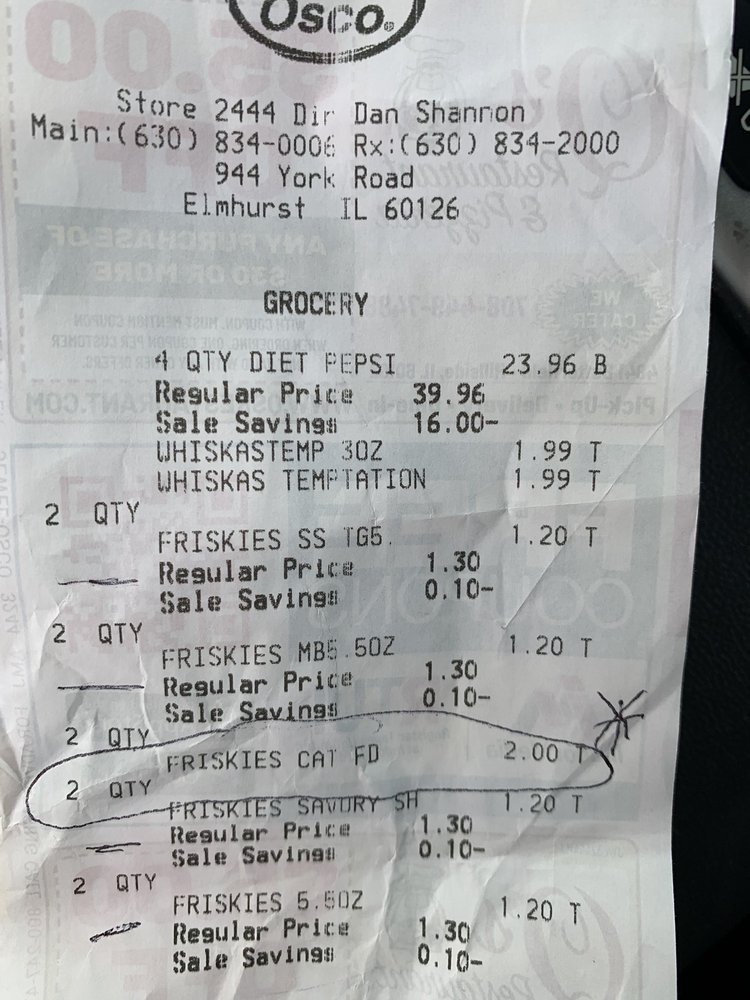 Osco®
Store 2444 Dir Dan Shannon
Main:(630) 834-0006 Rx:(630) 834-2000
944 York Road
Elmhurst IL 60126
GROCERY
4 QTY DIET PEPSI 23.96 B
Regular Price 39.96
Sale Savings 16.00-
WHISKASTEMP 3OZ 1.99 T
WHISKAS TEMPTATION 1.99 T
2 QTY
FRISKIES SS TG5. 1.20 T
Regular Price 1.30
Sale Savings 0.10-
2 QTY
FRISKIES MB5.5OZ 1.20 T
Regular Price 1.30
Sale Savings 0.10-
2 QTY
FRISKIES CAT FD 2.00 T
2 QTY
FRISKIES SAVORY SH 1.20 T
Regular Price 1.30
Sale Savings 0.10-
2 QTY
FRISKIES 5.5OZ 1.20 T
Regular Price 1.30
Sale Savings 0.10-